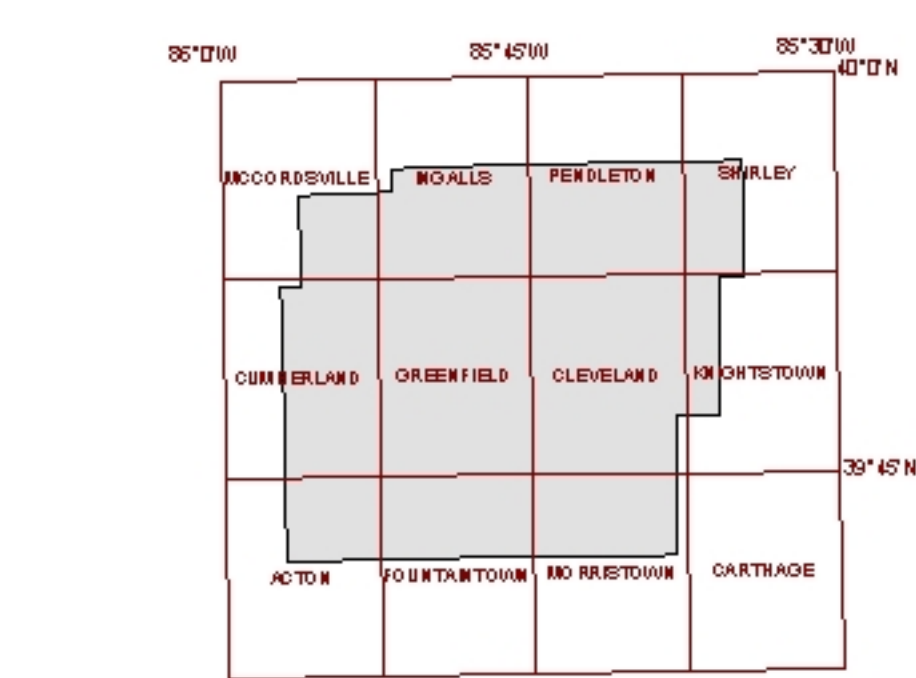 86°0'W 85°45'W 85°30'W
40°0'N
MCCORDSVILLE INGALLS PENDLETON SHIRLEY
CUMBERLAND GREENFIELD CLEVELAND KNIGHTSTOWN
39°45'N
ACTON FOUNTAINTOWN MORRISTOWN CARTHAGE